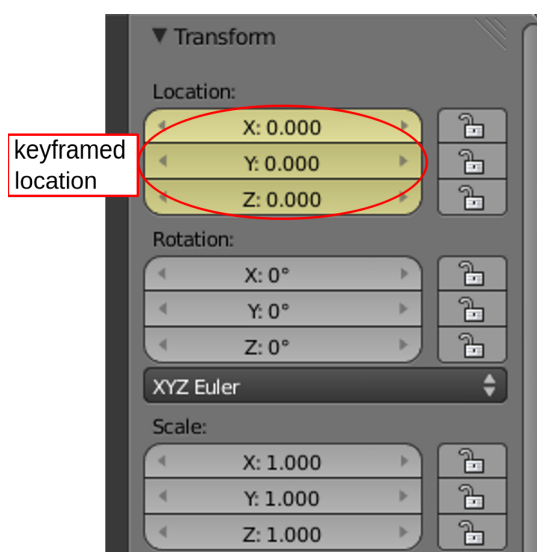 Transform
Location:
X: 0.000
keyframed
location
Y: 0.000
Z: 0.000
Rotation:
X: 0°
Y: 0°
Z: 0°
XYZ Euler
Scale:
X: 1.000
Y: 1.000
Z: 1.000